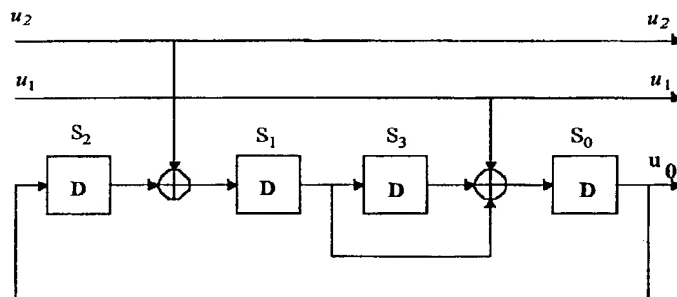 u₂ u₂
u₁ u₁
S₂ S₁ S₃ S₀
u₀
D D D D